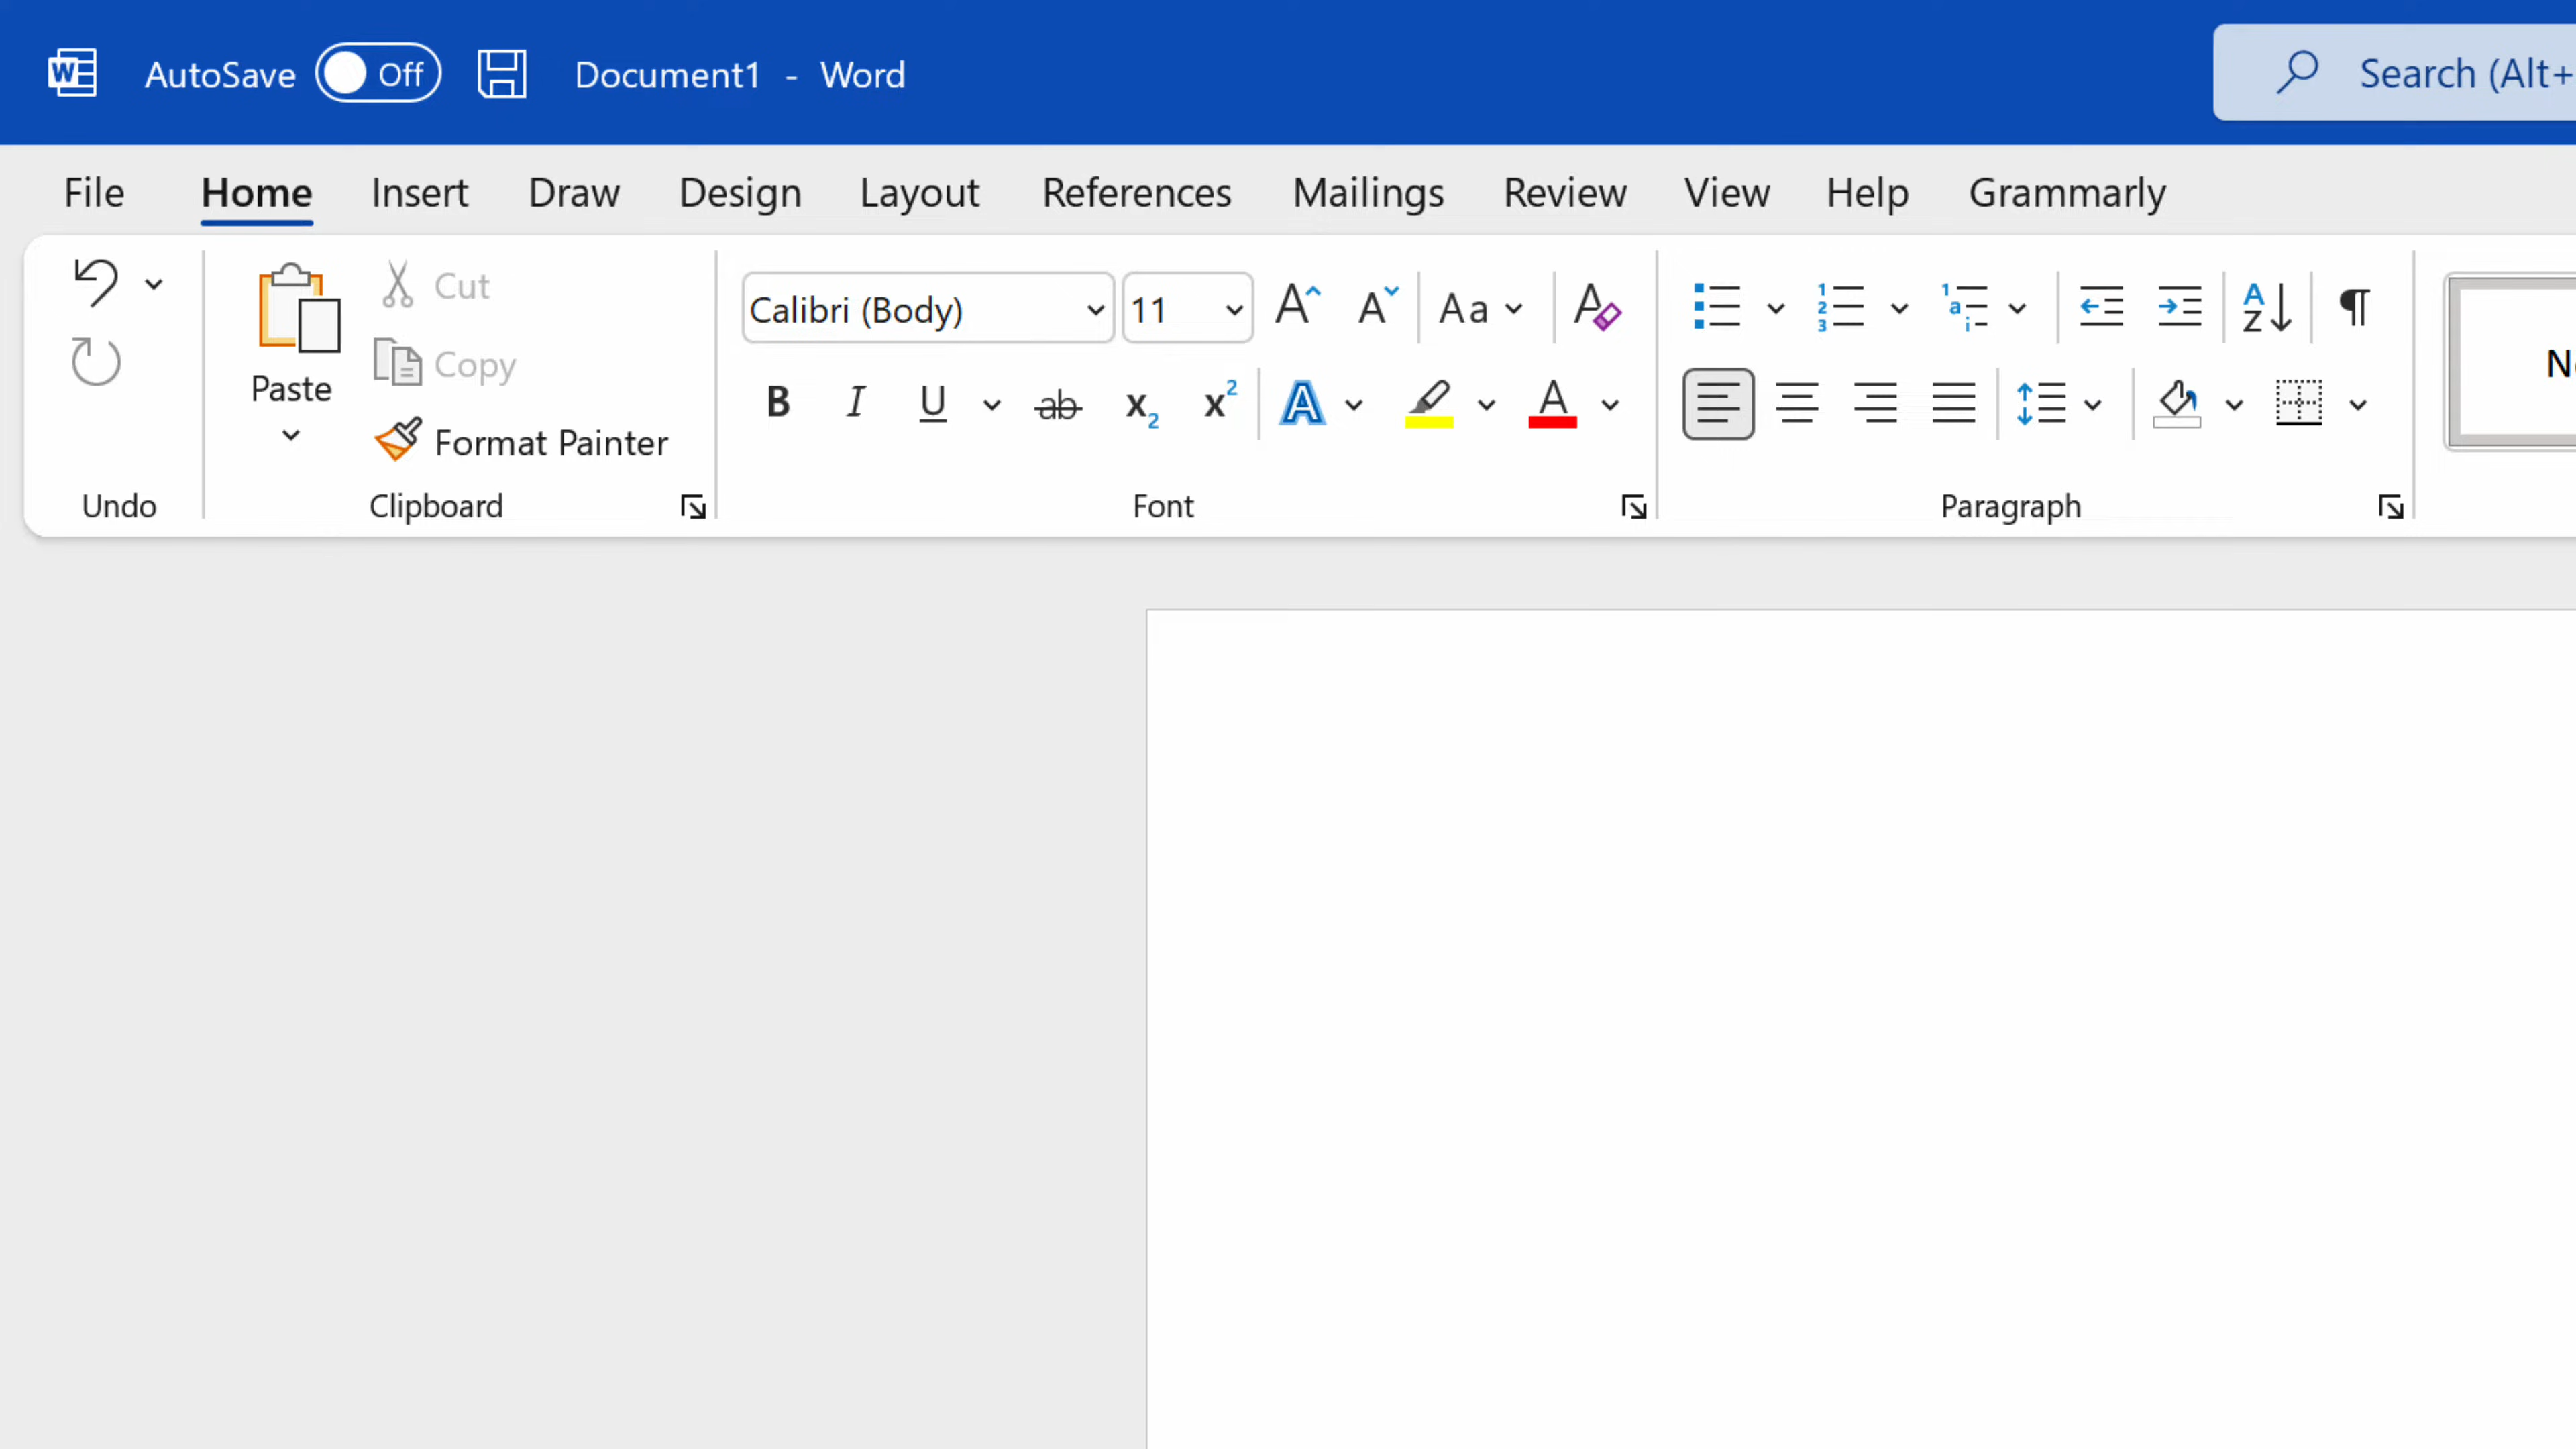 AutoSave Off Document1 - Word Search (Alt+
File Home Insert Draw Design Layout References Mailings Review View Help Grammarly
Cut
Calibri (Body) 11
Copy
Paste
Format Painter
Undo Clipboard Font Paragraph